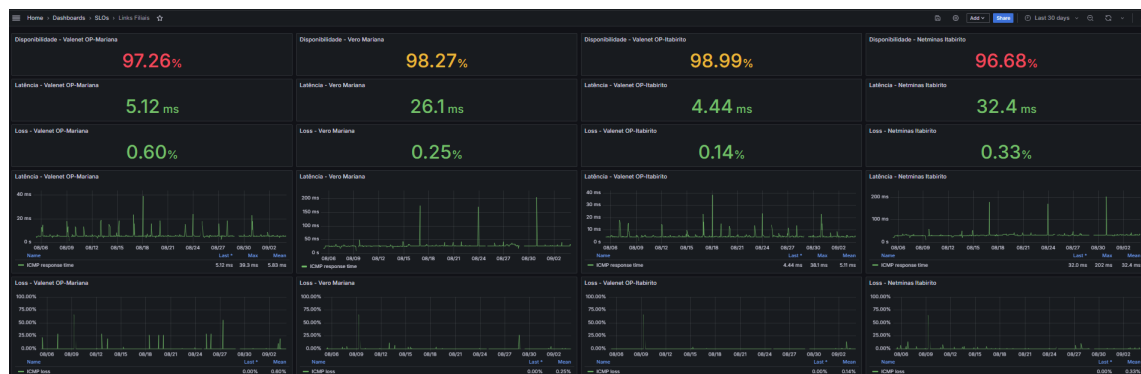 Home › Dashboards › SLOs › Links Filiais
Add
Share
Last 30 days
Disponibilidade - Valenet OP-Mariana
97.26%
Disponibilidade - Vero Mariana
98.27%
Disponibilidade - Valenet OP-Itabirito
98.99%
Disponibilidade - Netminas Itabirito
96.68%
Latência - Valenet OP-Mariana
5.12 ms
Latência - Vero Mariana
26.1 ms
Latência - Valenet OP-Itabirito
4.44 ms
Latência - Netminas Itabirito
32.4 ms
Loss - Valenet OP-Mariana
0.60%
Loss - Vero Mariana
0.25%
Loss - Valenet OP-Itabirito
0.14%
Loss - Netminas Itabirito
0.33%
Latência - Valenet OP-Mariana
40 ms
20 ms
0 s
08/06 08/09 08/12 08/15 08/18 08/21 08/24 08/27 08/30 09/02
Name Last * Max Mean
ICMP response time 5.12 ms 39.3 ms 5.83 ms
Latência - Vero Mariana
200 ms
150 ms
100 ms
50 ms
0 s
08/06 08/09 08/12 08/15 08/18 08/21 08/24 08/27 08/30 09/02
ICMP response time
Latência - Valenet OP-Itabirito
40 ms
30 ms
20 ms
10 ms
0 s
08/06 08/09 08/12 08/15 08/18 08/21 08/24 08/27 08/30 09/02
Name Last * Max Mean
ICMP response time 4.44 ms 38.1 ms 5.11 ms
Latência - Netminas Itabirito
200 ms
100 ms
0 s
08/06 08/09 08/12 08/15 08/18 08/21 08/24 08/27 08/30 09/02
Name Last * Max Mean
ICMP response time 32.0 ms 202 ms 32.4 ms
Loss - Valenet OP-Mariana
100.00%
75.00%
50.00%
25.00%
0.00%
08/06 08/09 08/12 08/15 08/18 08/21 08/24 08/27 08/30 09/02
Name Last * Mean
ICMP loss 0.00% 0.60%
Loss - Vero Mariana
100.00%
75.00%
50.00%
25.00%
0.00%
08/06 08/09 08/12 08/15 08/18 08/21 08/24 08/27 08/30 09/02
Name Last * Mean
ICMP loss 0.00% 0.25%
Loss - Valenet OP-Itabirito
100.00%
75.00%
50.00%
25.00%
0.00%
08/06 08/09 08/12 08/15 08/18 08/21 08/24 08/27 08/30 09/02
Name Last * Mean
ICMP loss 0.00% 0.14%
Loss - Netminas Itabirito
100.00%
75.00%
50.00%
25.00%
0.00%
08/06 08/09 08/12 08/15 08/18 08/21 08/24 08/27 08/30 09/02
Name Last * Mean
ICMP loss 0.00% 0.33%